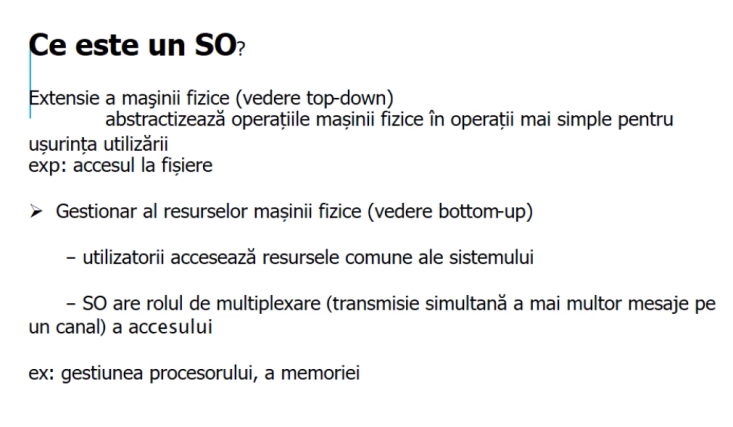 Ce este un SO?
Extensie a maşinii fizice (vedere top-down)
abstractizează operațiile mașinii fizice în operații mai simple pentru
ușurința utilizării
exp: accesul la fișiere
➢ Gestionar al resurselor mașinii fizice (vedere bottom-up)
– utilizatorii accesează resursele comune ale sistemului
– SO are rolul de multiplexare (transmisie simultană a mai multor mesaje pe
un canal) a accesului
ex: gestiunea procesorului, a memoriei